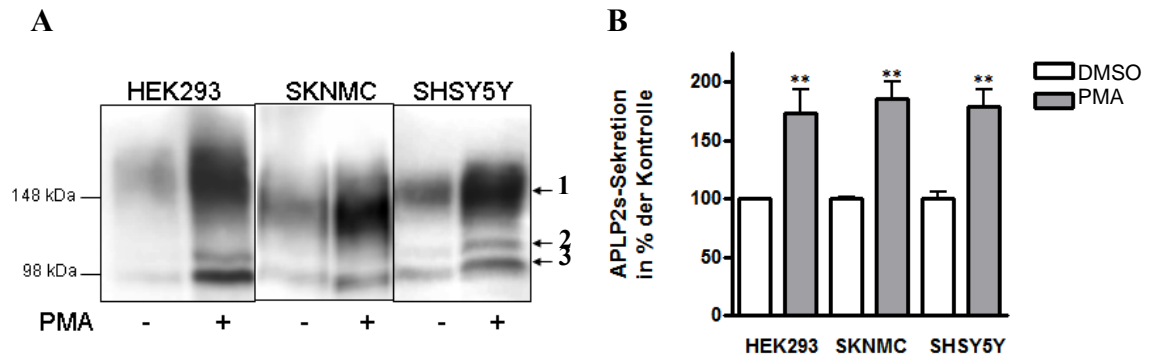 A
HEK293 SKNMC SHSY5Y
148 kDa
98 kDa
1
2
3
PMA - + - + - +
B
APLP2s-Sekretion
in % der Kontrolle
200
150
100
50
0
** ** **
HEK293 SKNMC SHSY5Y
DMSO
PMA